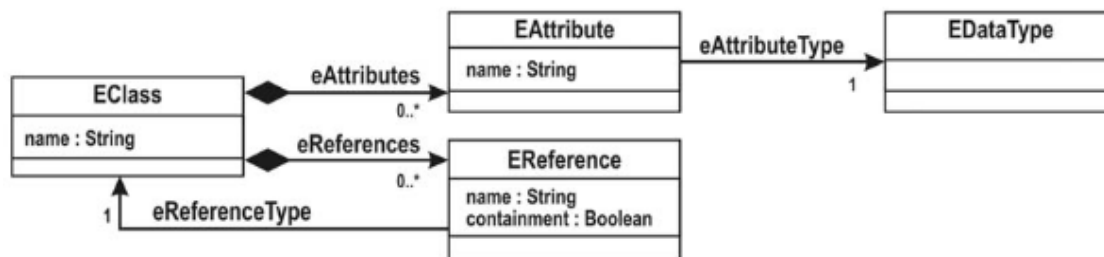 EAttribute
name : String
eAttributeType
1
EDataType
EClass
name : String
eAttributes
0..*
eReferences
0..*
EReference
name : String
containment : Boolean
eReferenceType
1